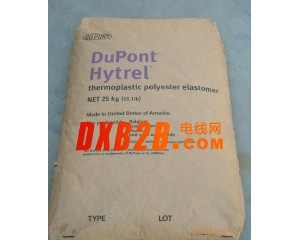 DUPONT
DuPont
Hytrel
thermoplastic polyester elastomer
NET 25 kg (55.1lb)
Made in United States of America
DXB2B.电线网
.COM
TYPE LOT